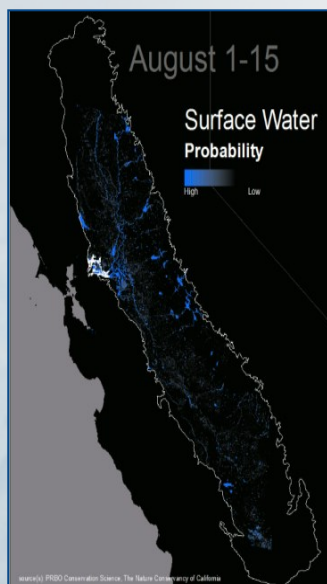 August 1-15
Surface Water
Probability
High Low
source(s): PRBO Conservation Science, The Nature Conservancy of California